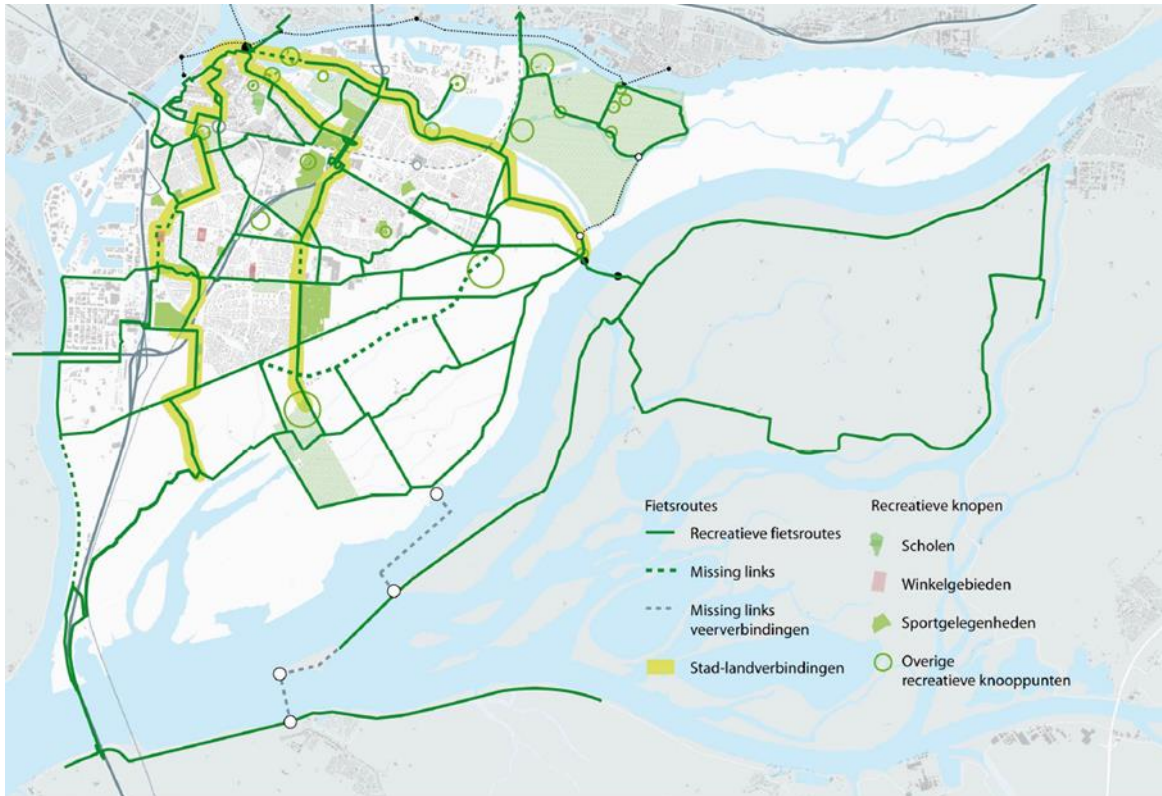 Fietsroutes
Recreatieve fietsroutes
Missing links
Missing links
veerverbindingen
Stad-landverbindingen
Recreatieve knopen
Scholen
Winkelgebieden
Sportgelegenheden
Overige
recreatieve knooppunten